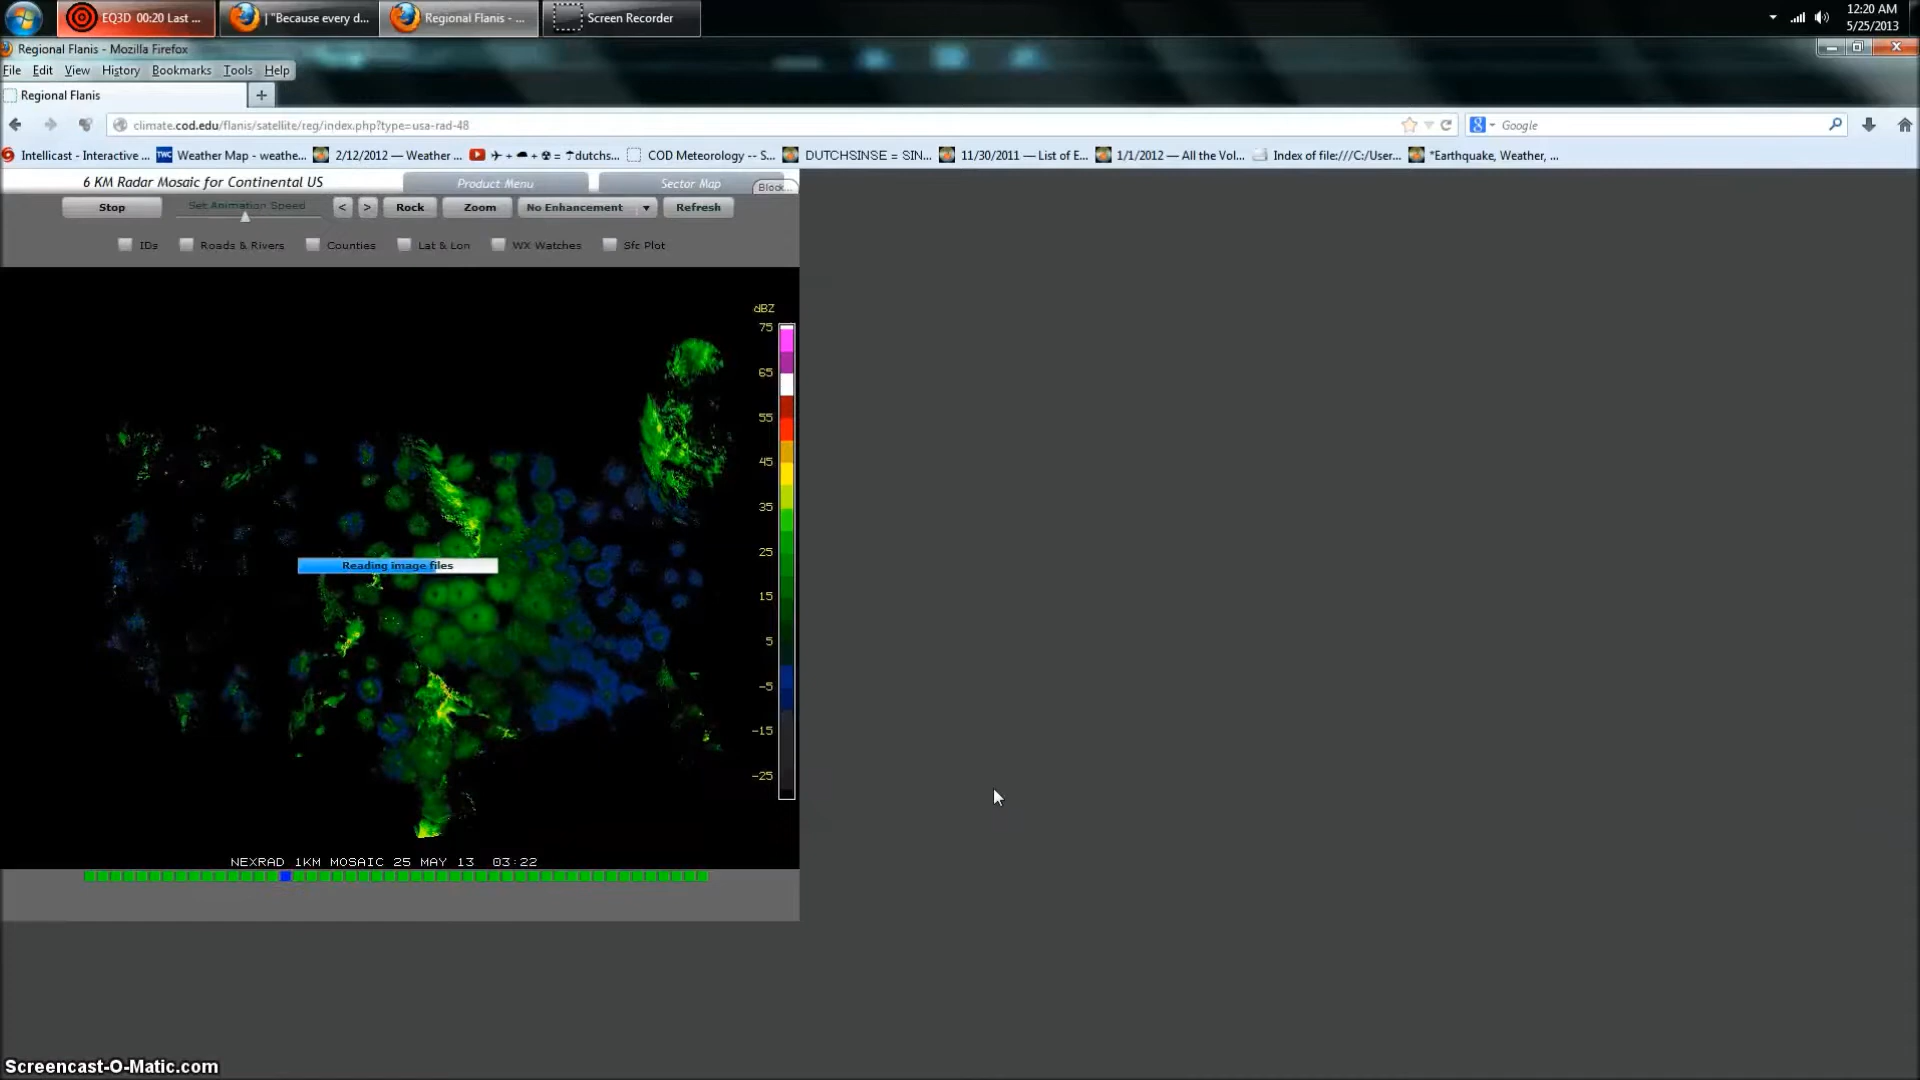 EQ3D 00:20 Last ...
| "Because every d...
Regional Flanis - ...
Screen Recorder
12:20 AM
5/25/2013
Regional Flanis - Mozilla Firefox
File Edit View History Bookmarks Tools Help
Regional Flanis
climate.cod.edu/flanis/satellite/reg/index.php?type=usa-rad-48
Google
Intellicast - Interactive ...
Weather Map - weathe...
2/12/2012 — Weather ...
dutchs...
COD Meteorology -- S...
DUTCHSINSE = SIN...
11/30/2011 — List of E...
1/1/2012 — All the Vol...
Index of file:///C:/User...
*Earthquake, Weather, ...
6 KM Radar Mosaic for Continental US
Product Menu
Sector Map
Block...
Stop
Set Animation Speed
<
>
Rock
Zoom
No Enhancement
Refresh
IDs
Roads & Rivers
Counties
Lat & Lon
WX Watches
Sfc Plot
dBZ
75
65
55
45
35
25
15
5
-5
-15
-25
Reading image files
NEXRAD 1KM MOSAIC 25 MAY 13 03:22
Screencast-O-Matic.com